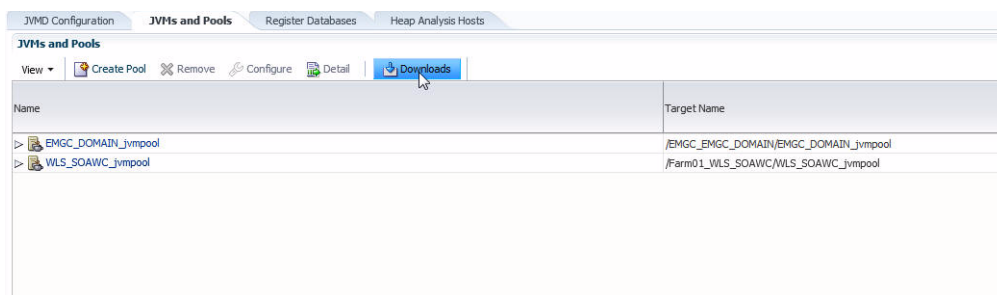 JVMD Configuration JVMs and Pools Register Databases Heap Analysis Hosts
JVMs and Pools
View Create Pool Remove Configure Detail Downloads
Name Target Name
EMGC_DOMAIN_jvmpool /EMGC_EMGC_DOMAIN/EMGC_DOMAIN_jvmpool
WLS_SOAWC_jvmpool /Farm01_WLS_SOAWC/WLS_SOAWC_jvmpool